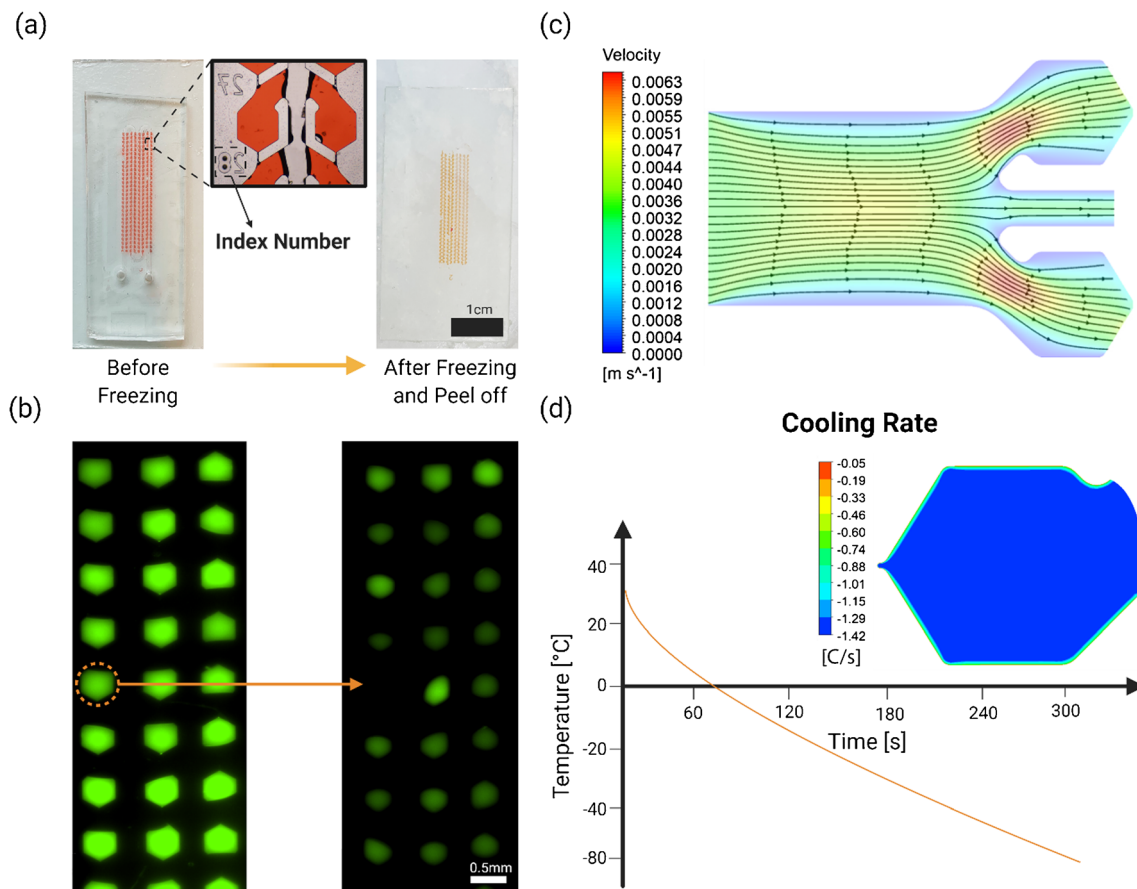 (a)
27
28
Index Number
1cm
Before
Freezing
After Freezing
and Peel off
(b)
0.5mm
(c)
Velocity
0.0063
0.0059
0.0055
0.0051
0.0047
0.0043
0.0040
0.0036
0.0032
0.0028
0.0024
0.0020
0.0016
0.0012
0.0008
0.0004
0.0000
[m s^-1]
(d)
Cooling Rate
-0.05
-0.19
-0.33
-0.46
-0.60
-0.74
-0.88
-1.01
-1.15
-1.29
-1.42
[C/s]
Temperature [°C]
40
20
0
-20
-40
-80
60
120
180
240
300
Time [s]